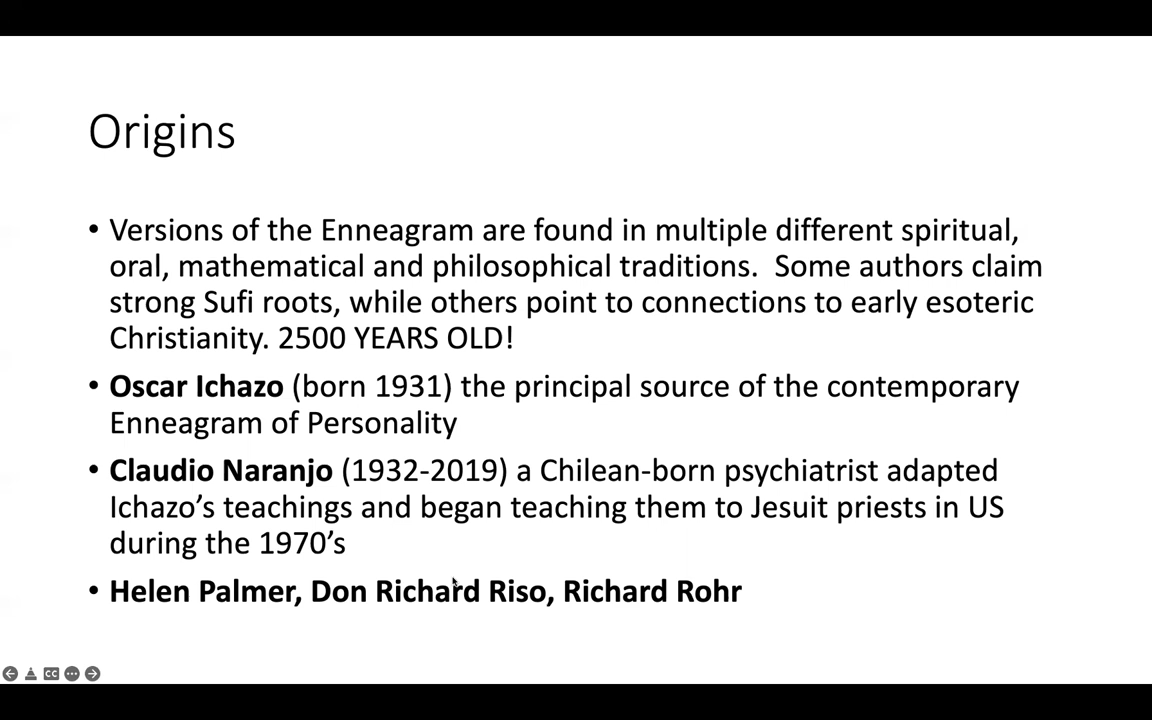 Origins
• Versions of the Enneagram are found in multiple different spiritual,
oral, mathematical and philosophical traditions.  Some authors claim
strong Sufi roots, while others point to connections to early esoteric
Christianity. 2500 YEARS OLD!
• Oscar Ichazo (born 1931) the principal source of the contemporary
Enneagram of Personality
• Claudio Naranjo (1932-2019) a Chilean-born psychiatrist adapted
Ichazo’s teachings and began teaching them to Jesuit priests in US
during the 1970’s
• Helen Palmer, Don Richard Riso, Richard Rohr
CC